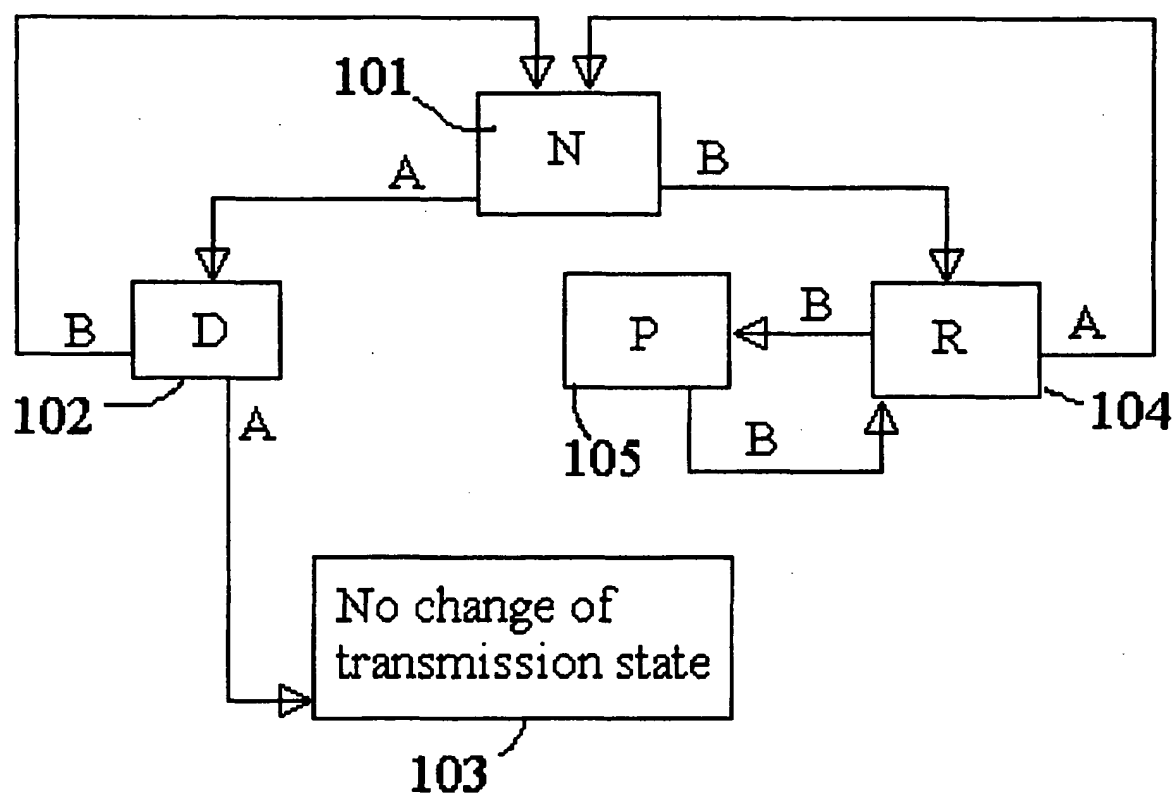 101
N
A
B
D
P
R
B
B
A
102
A
105
B
104
No change of
transmission state
103